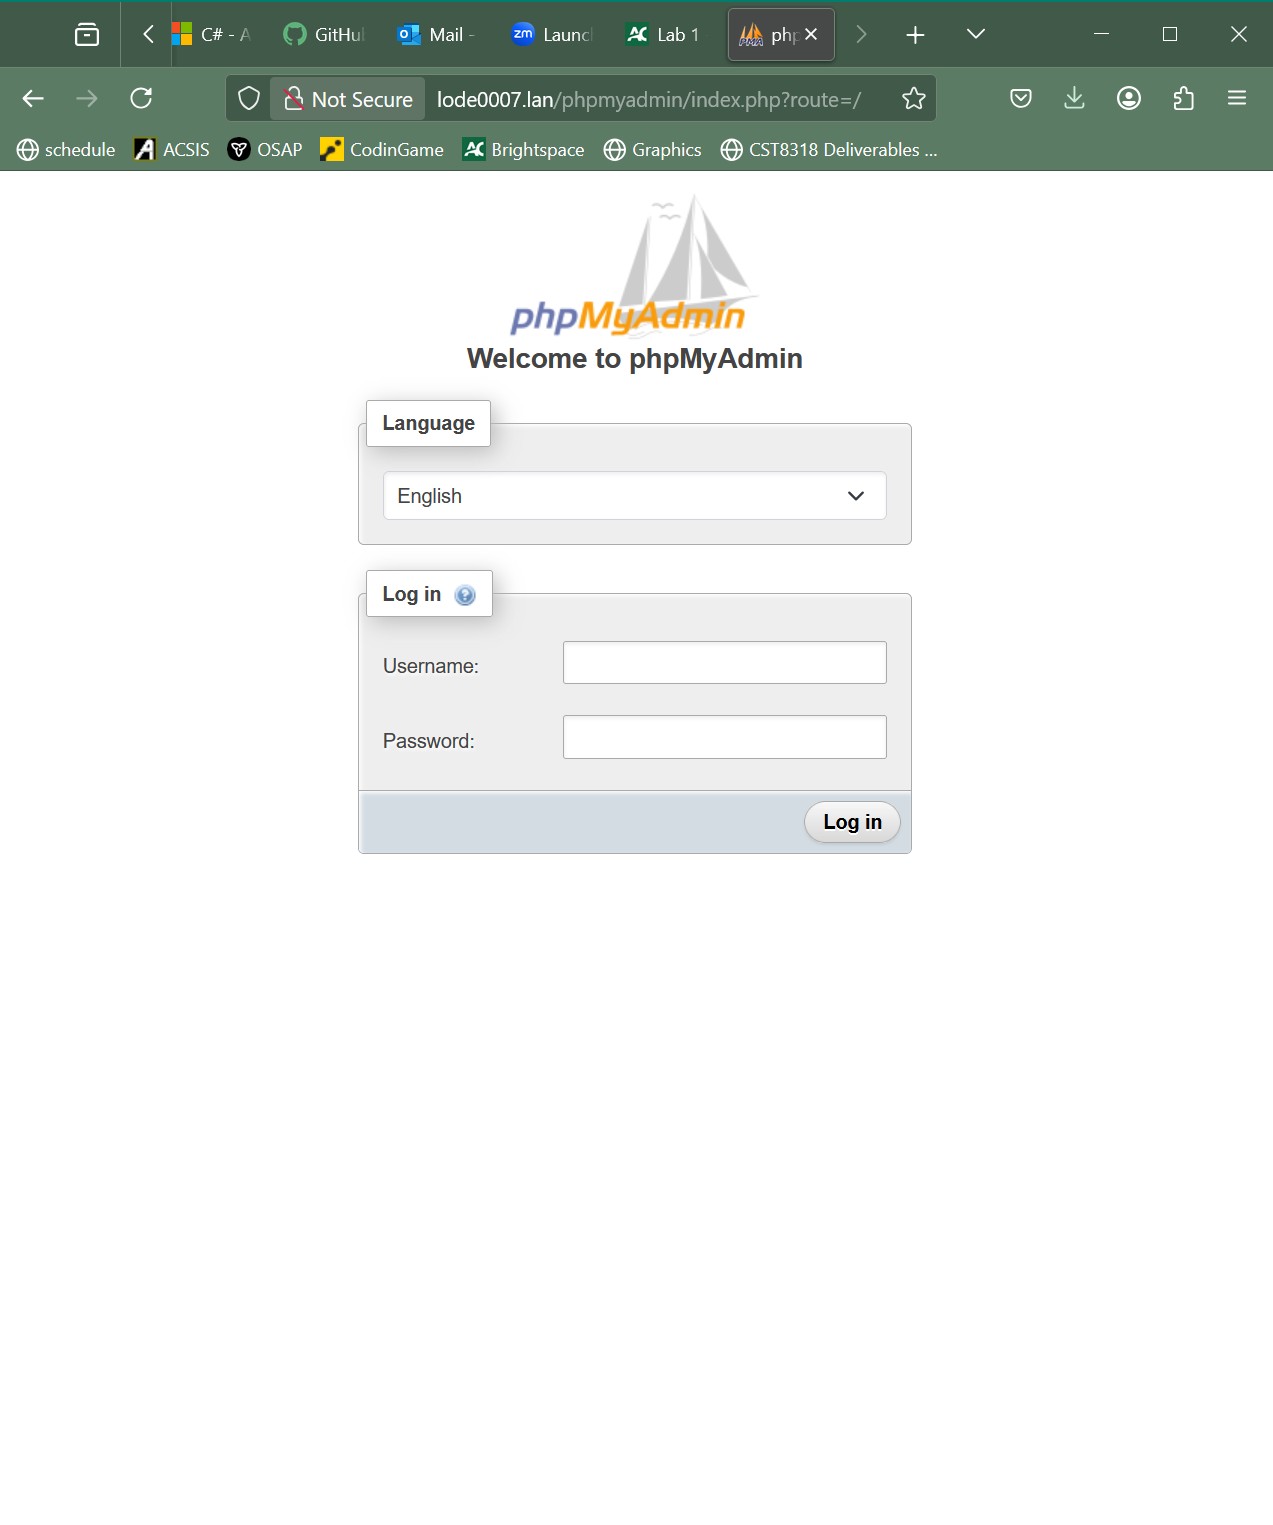 C# - A GitHu Mail - Launc Lab 1 php
Not Secure lode0007.lan/phpmyadmin/index.php?route=/
schedule ACSIS OSAP CodinGame Brightspace Graphics CST8318 Deliverables ...
phpMyAdmin
Welcome to phpMyAdmin
Language
English
Log in
Username:
Password:
Log in